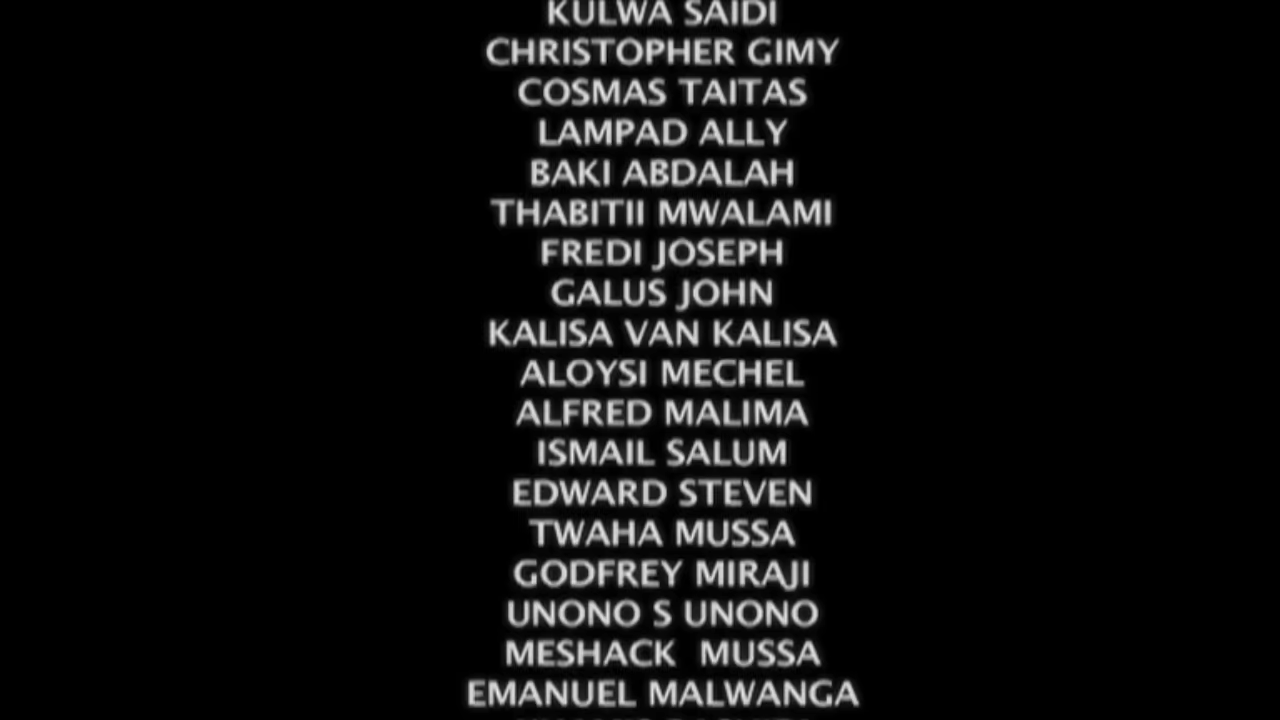 KULWA SAIDI
CHRISTOPHER GIMY
COSMAS TAITAS
LAMPAD ALLY
BAKI ABDALAH
THABITII MWALAMI
FREDI JOSEPH
GALUS JOHN
KALISA VAN KALISA
ALOYSI MECHEL
ALFRED MALIMA
ISMAIL SALUM
EDWARD STEVEN
TWAHA MUSSA
GODFREY MIRAJI
UNONO S UNONO
MESHACK MUSSA
EMANUEL MALWANGA